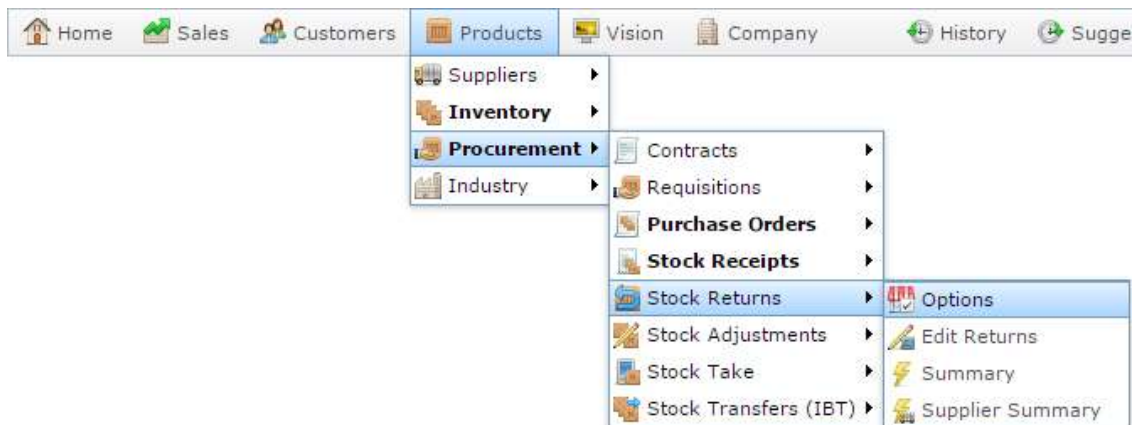 Home Sales Customers Products Vision Company History Sugge
Suppliers
Inventory
Procurement
Contracts
Industry
Requisitions
Purchase Orders
Stock Receipts
Stock Returns Options
Stock Adjustments Edit Returns
Stock Take Summary
Stock Transfers (IBT) Supplier Summary